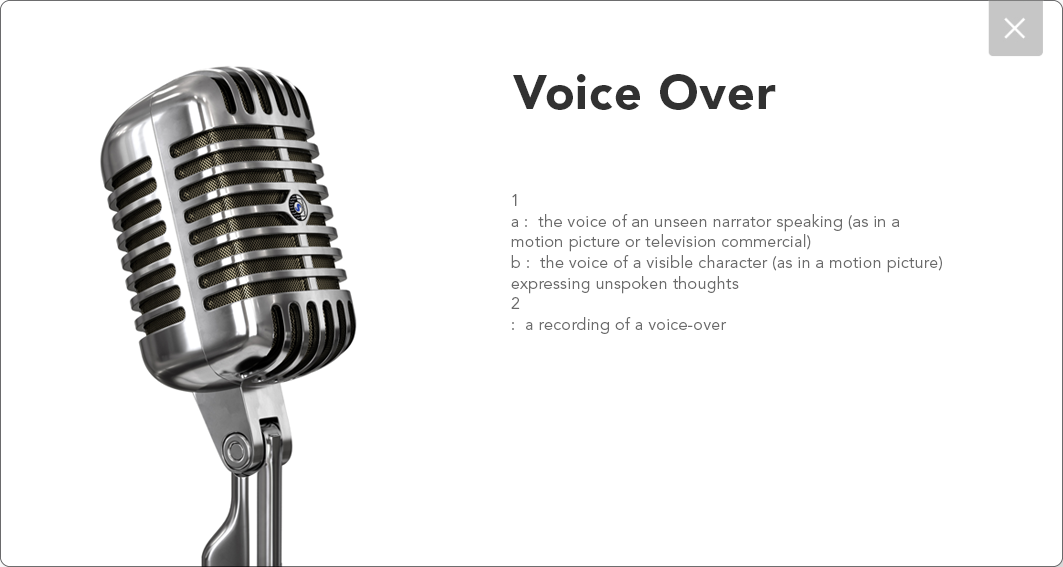 Voice Over
1
a :  the voice of an unseen narrator speaking (as in a
motion picture or television commercial)
b :  the voice of a visible character (as in a motion picture)
expressing unspoken thoughts
2
:  a recording of a voice-over